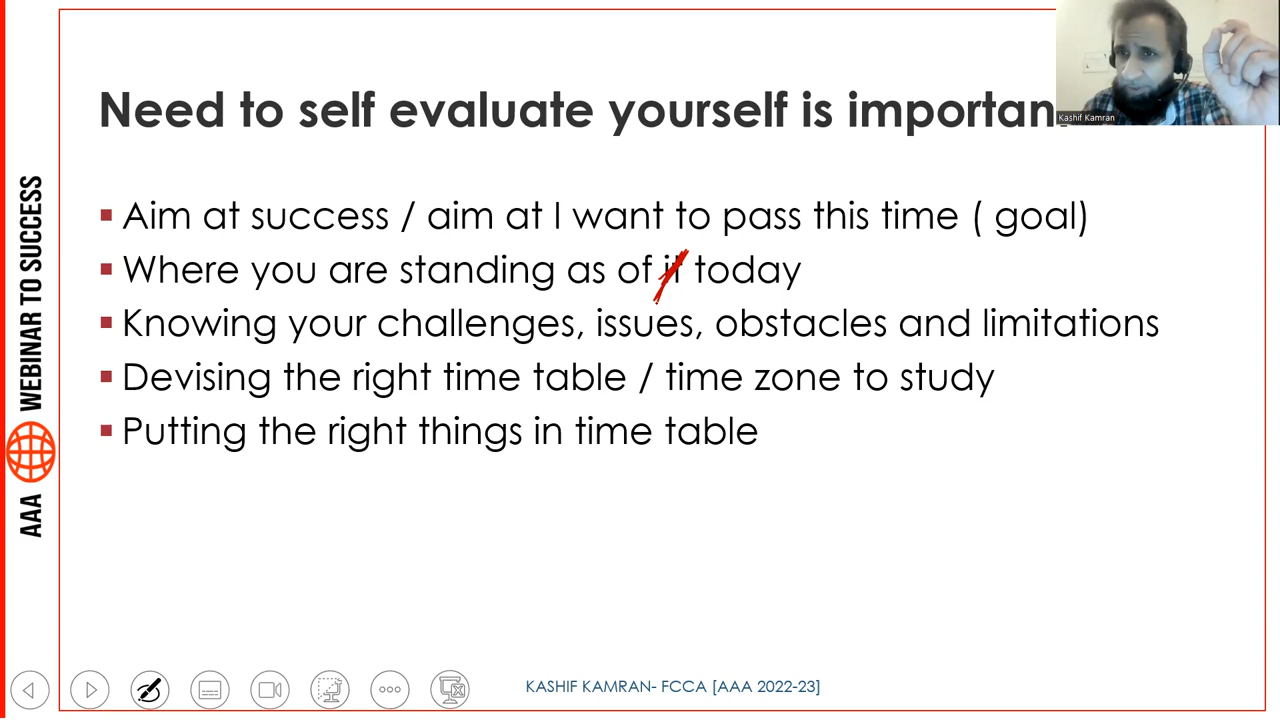 Need to self evaluate yourself is importan
Kashif Kamran
▪ Aim at success / aim at I want to pass this time ( goal)
▪ Where you are standing as of it today
▪ Knowing your challenges, issues, obstacles and limitations
▪ Devising the right time table / time zone to study
▪ Putting the right things in time table
AAA WEBINAR TO SUCCESS
KASHIF KAMRAN- FCCA [AAA 2022-23]